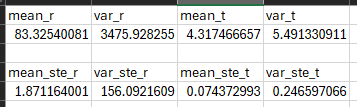 mean_r var_r mean_t var_t
83.32540081 3475.928255 4.317466657 5.491330911
mean_ste_r var_ste_r mean_ste_t var_ste_t
1.871164001 156.0921609 0.074372993 0.246597066